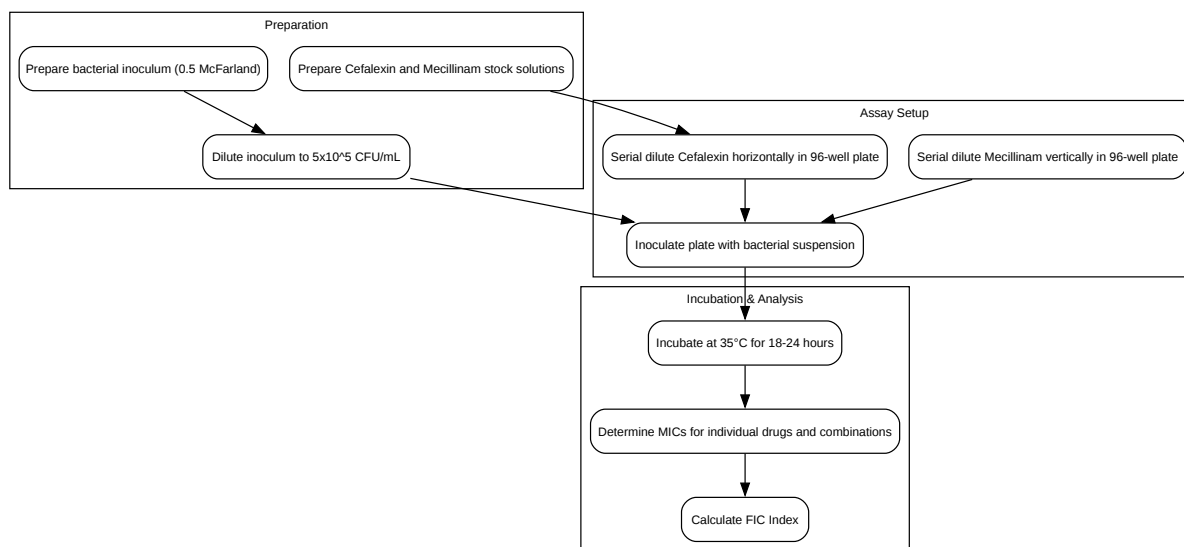 Preparation
Prepare bacterial inoculum (0.5 McFarland)
Prepare Cefalexin and Mecillinam stock solutions
Dilute inoculum to 5x10^5 CFU/mL
Assay Setup
Serial dilute Cefalexin horizontally in 96-well plate
Serial dilute Mecillinam vertically in 96-well plate
Inoculate plate with bacterial suspension
Incubation & Analysis
Incubate at 35°C for 18-24 hours
Determine MICs for individual drugs and combinations
Calculate FIC Index